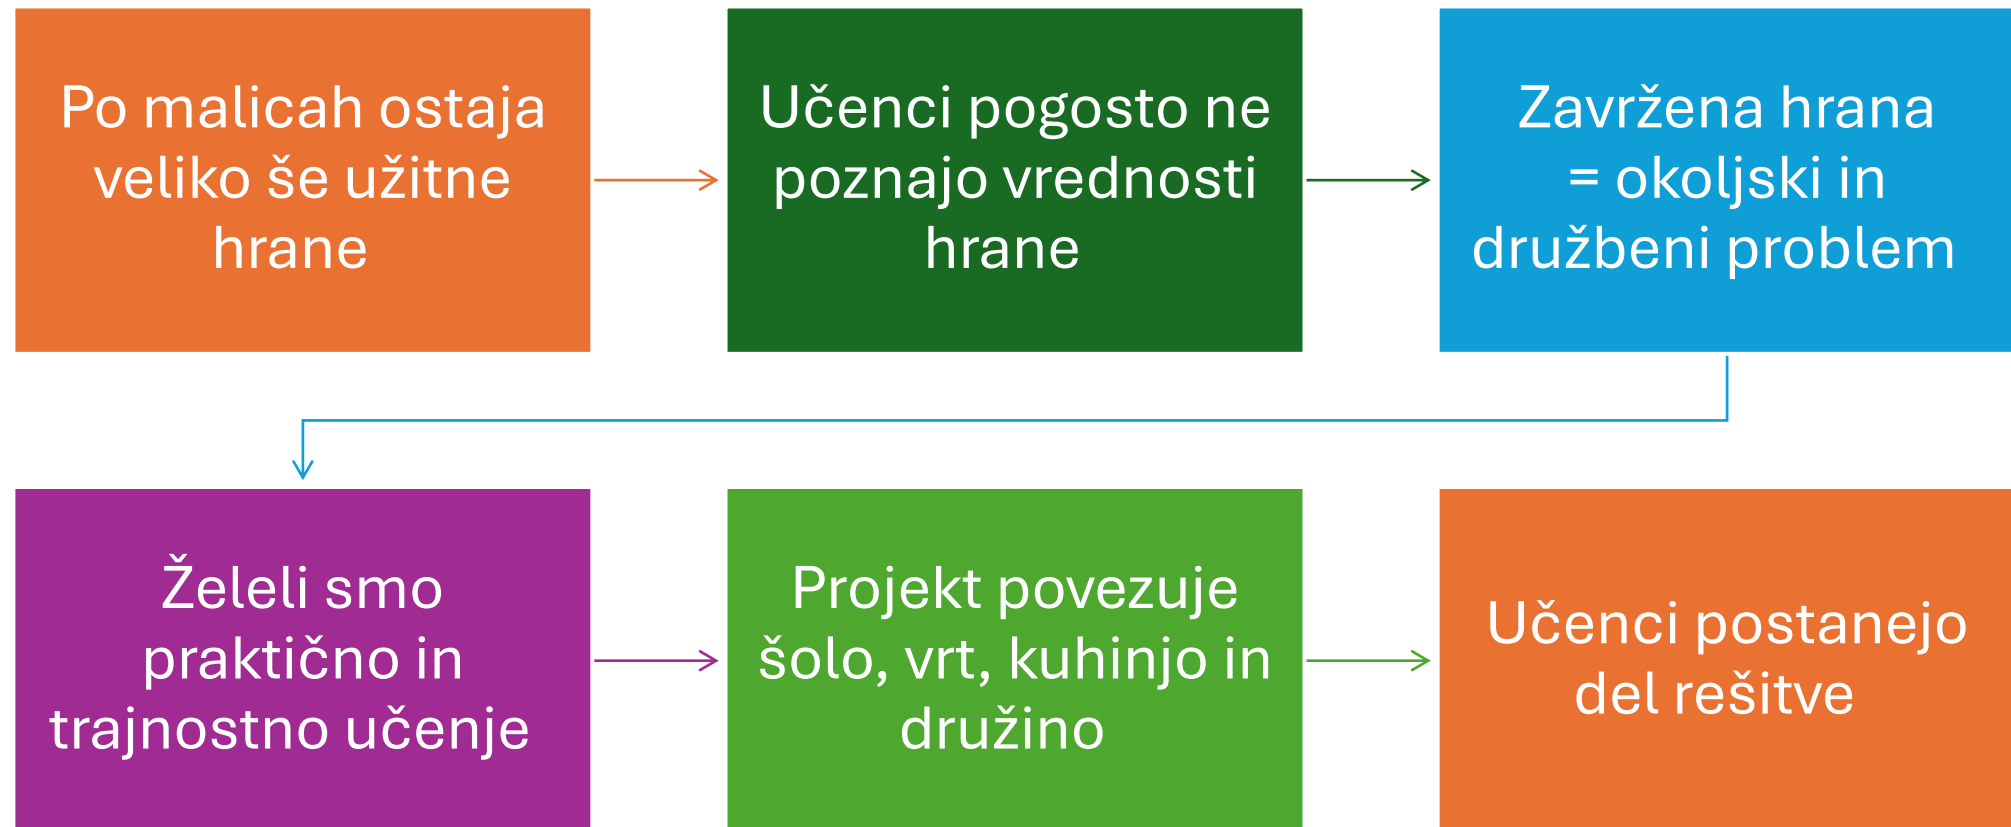 Po malicah ostaja
veliko še užitne
hrane
Učenci pogosto ne
poznajo vrednosti
hrane
Zavržena hrana
= okoljski in
družbeni problem
Želeli smo
praktično in
trajnostno učenje
Projekt povezuje
šolo, vrt, kuhinjo in
družino
Učenci postanejo
del rešitve